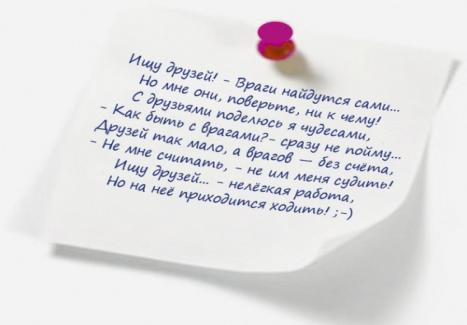 Ищу друзей! - Враги найдутся сами...
Но мне они, поверьте, ни к чему!
С друзьями поделюсь я чудесами,
- Как быть с врагами?- сразу не пойму...
Друзей так мало, а врагов — без счёта,
- Не мне считать, - не им меня судить!
Ищу друзей... - нелёгкая работа,
Но на неё приходится ходить! ;-)